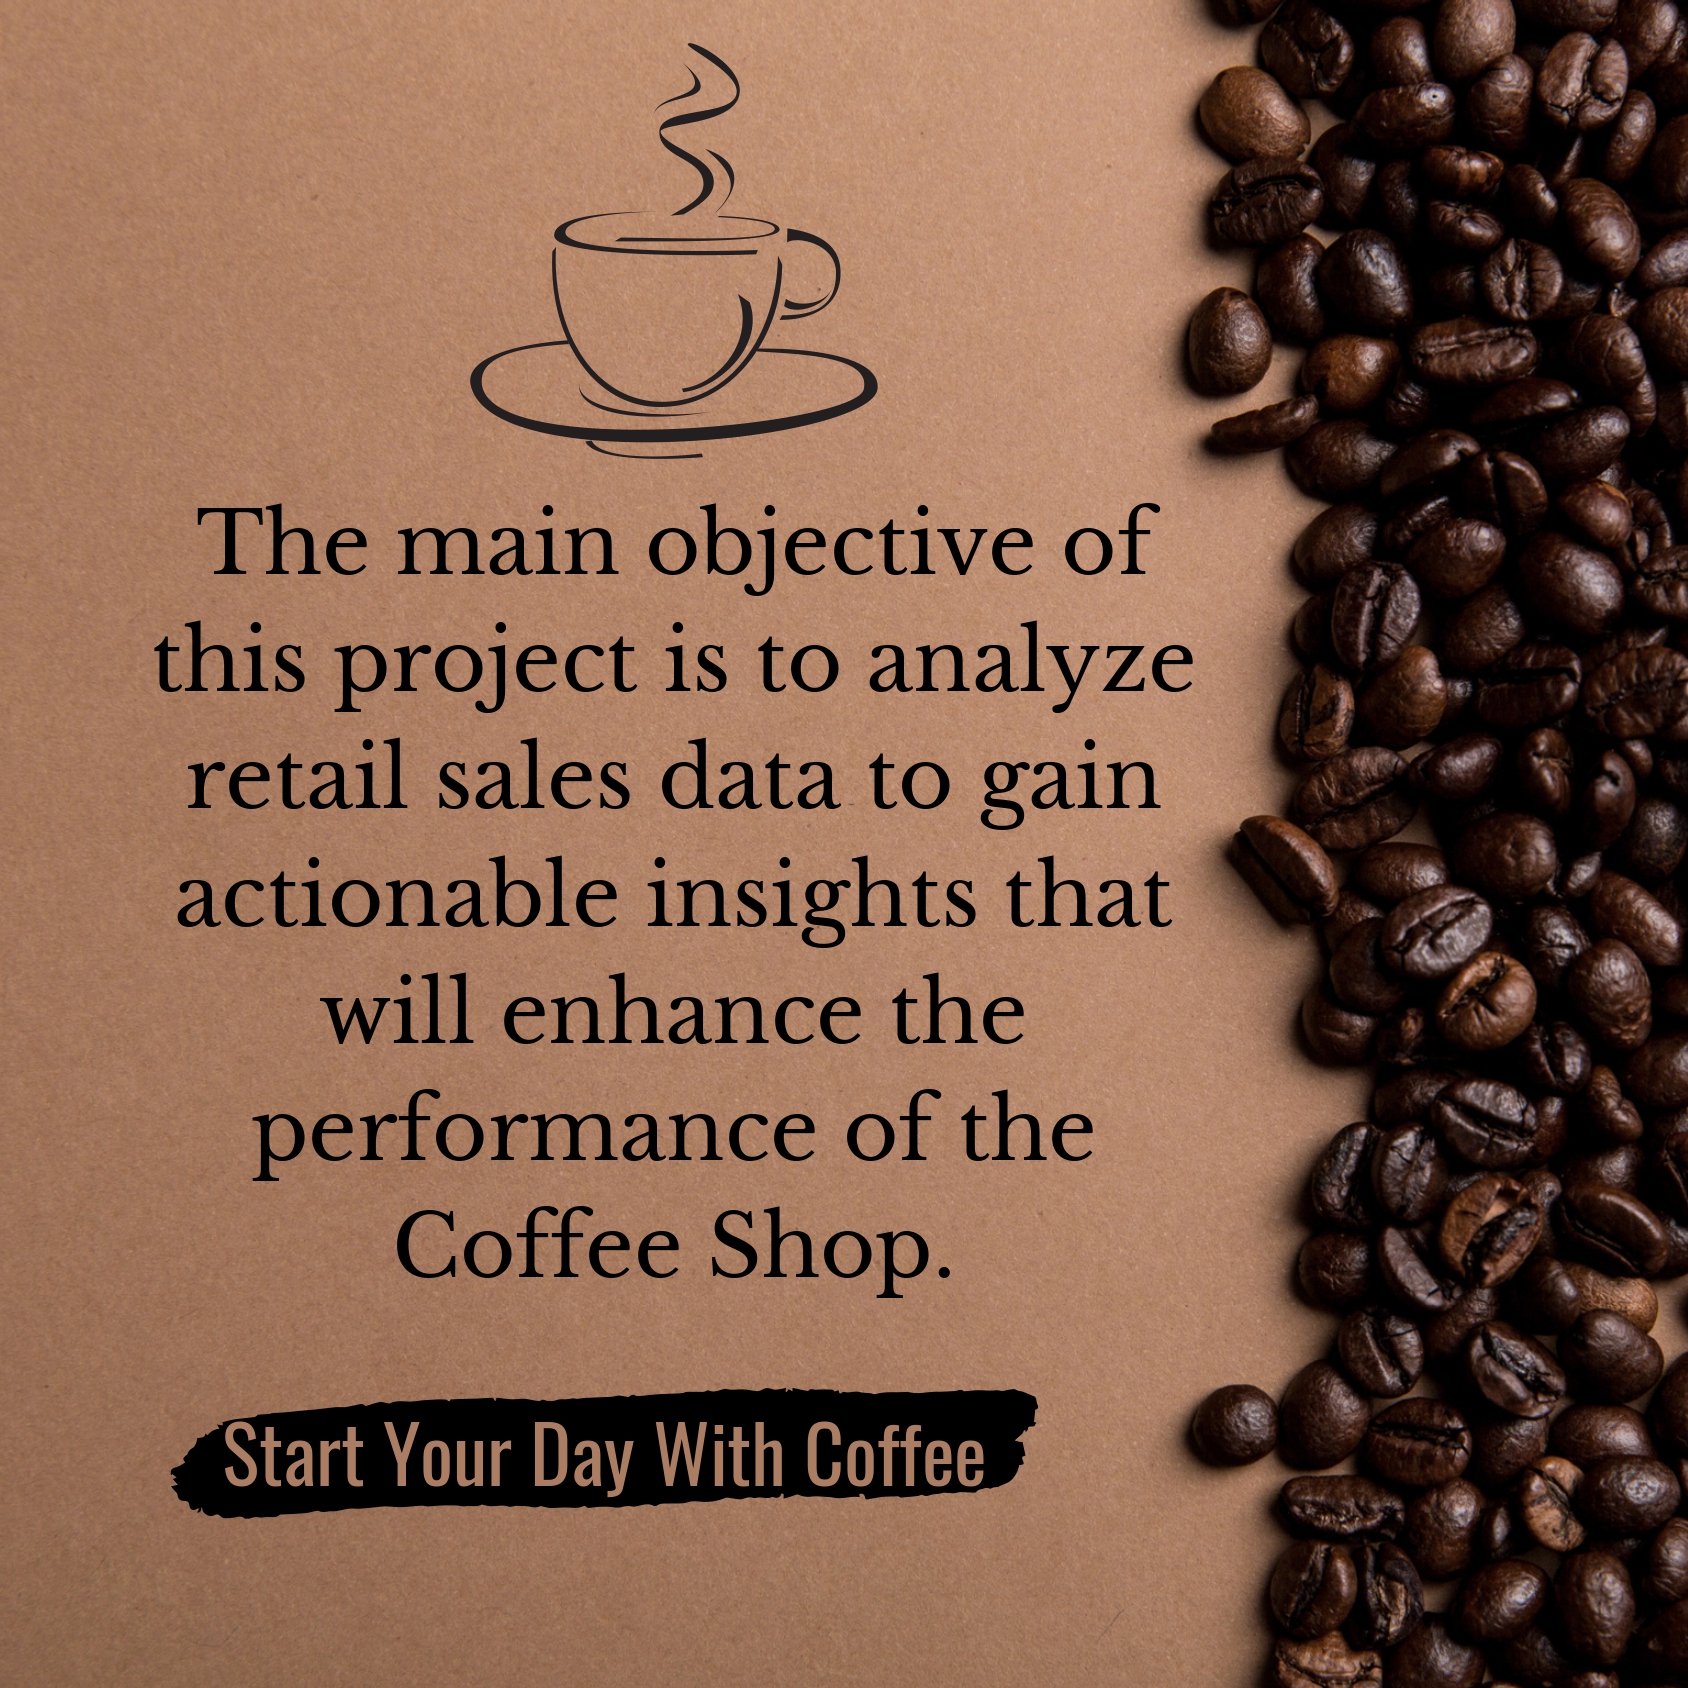 The main objective of
this project is to analyze
retail sales data to gain
actionable insights that
will enhance the
performance of the
Coffee Shop.
Start Your Day With Coffee